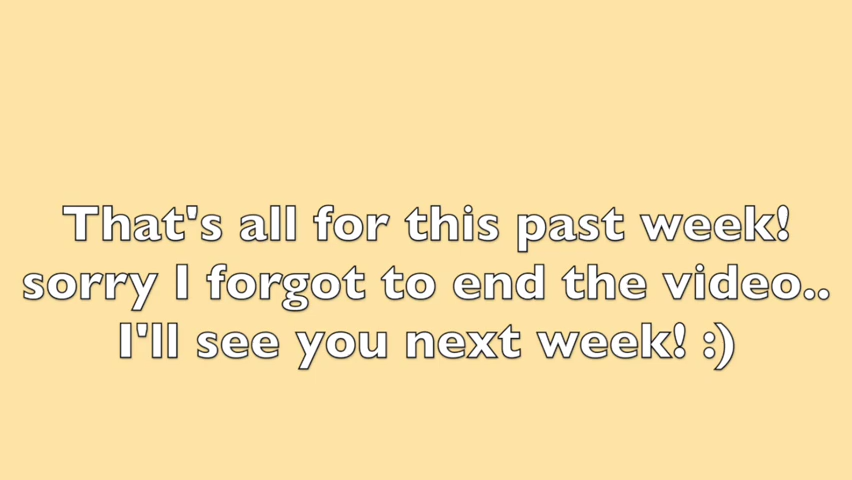 That's all for this past week!
sorry I forgot to end the video..
I'll see you next week! :)